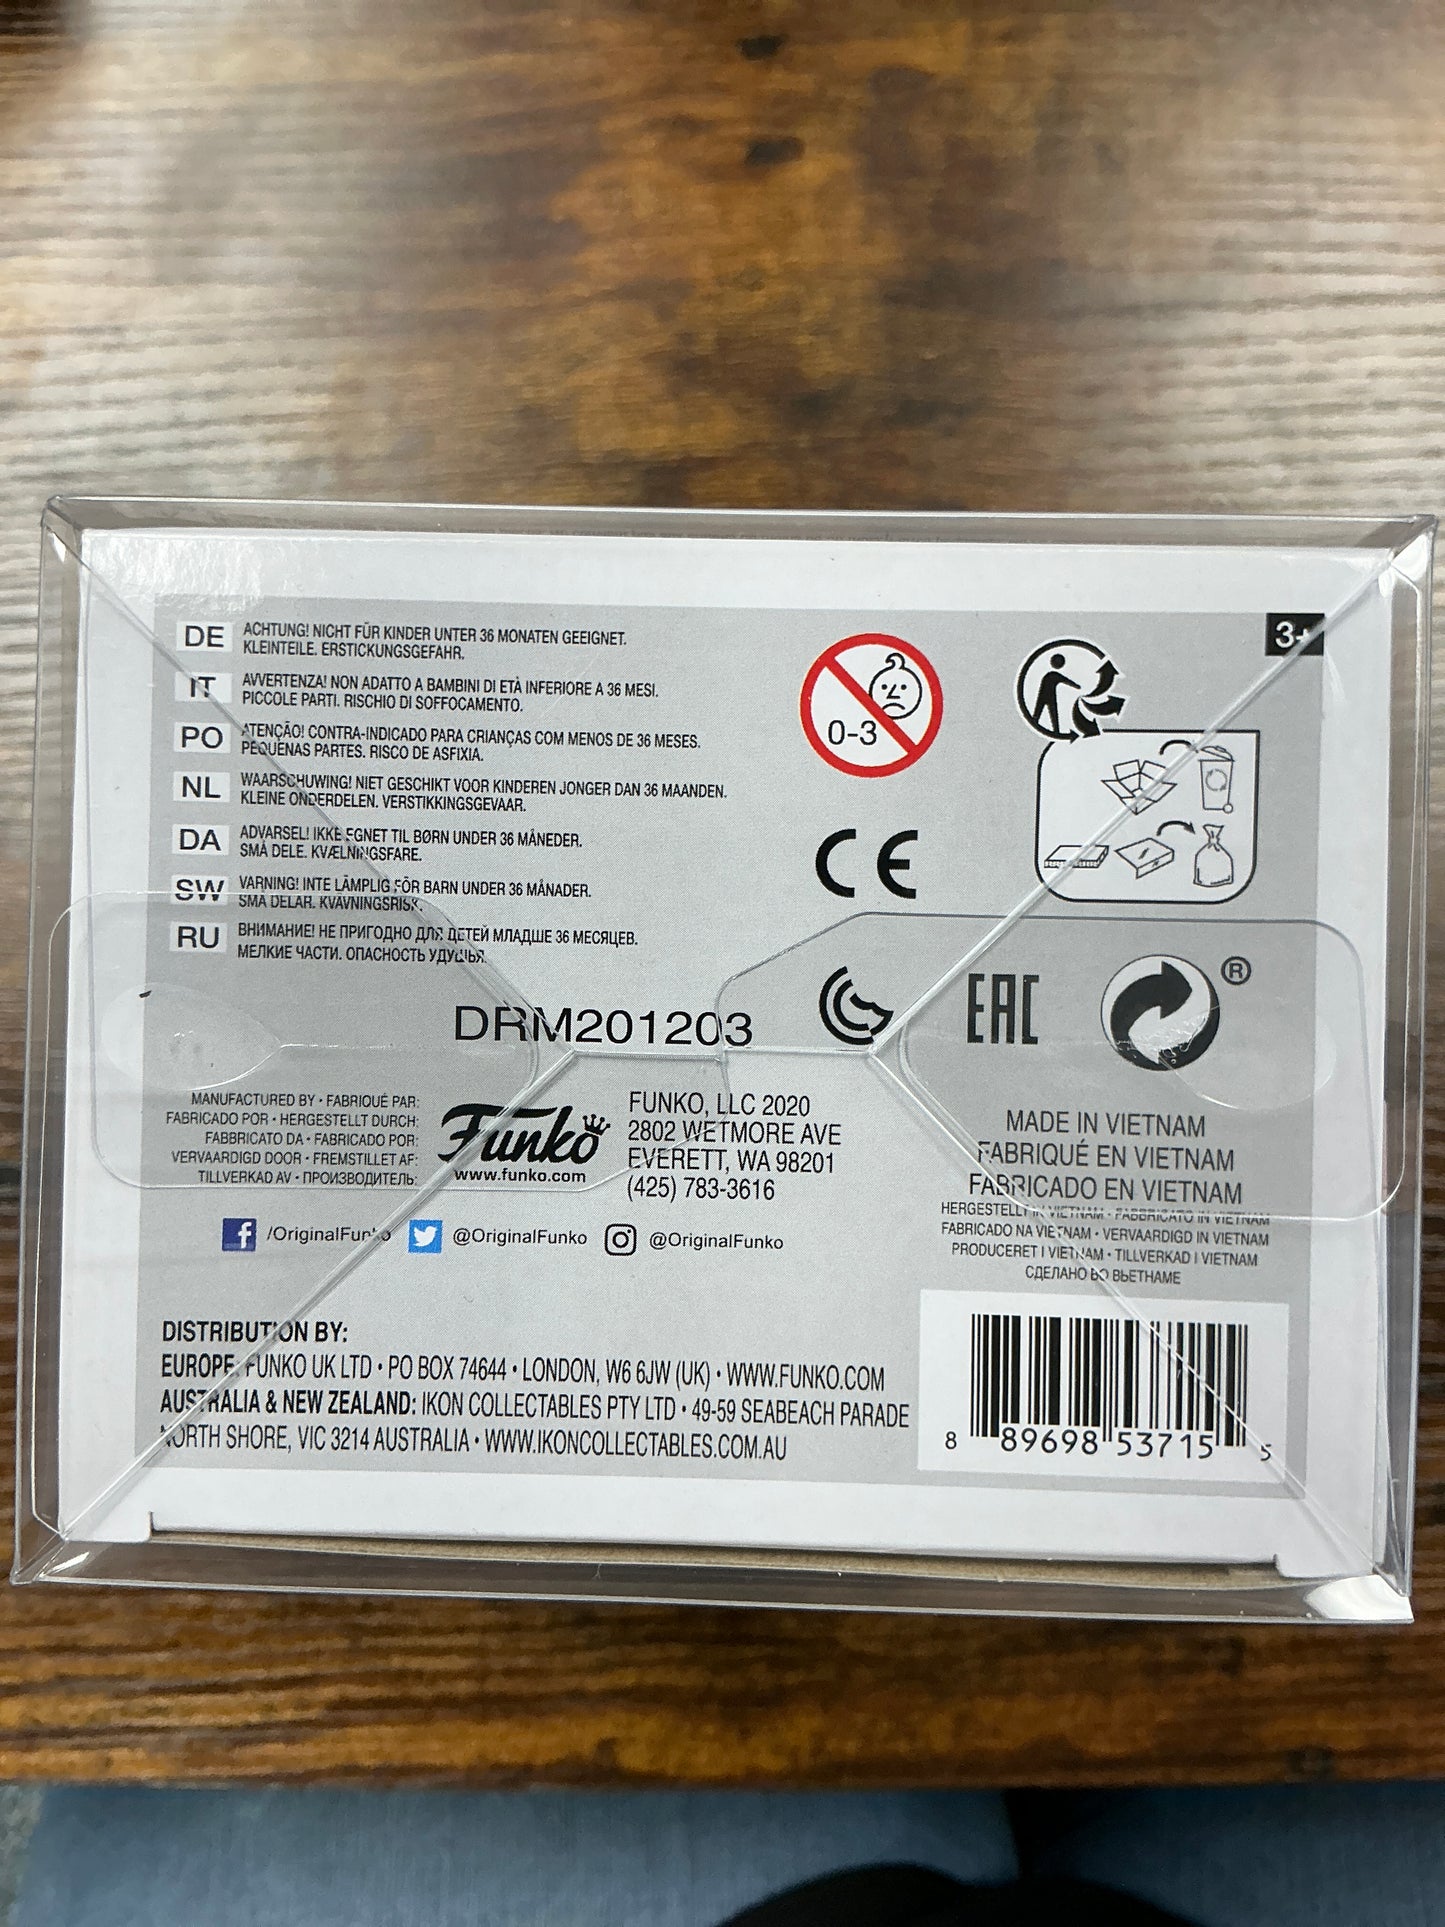 3+
DE ACHTUNG! NICHT FÜR KINDER UNTER 36 MONATEN GEEIGNET.
KLEINTEILE. ERSTICKUNGSGEFAHR.
IT AVVERTENZA! NON ADATTO A BAMBINI DI ETÀ INFERIORE A 36 MESI.
PICCOLE PARTI. RISCHIO DI SOFFOCAMENTO.
PO ATENÇÃO! CONTRA-INDICADO PARA CRIANÇAS COM MENOS DE 36 MESES.
PEQUENAS PARTES. RISCO DE ASFIXIA.
NL WAARSCHUWING! NIET GESCHIKT VOOR KINDEREN JONGER DAN 36 MAANDEN.
KLEINE ONDERDELEN. VERSTIKKINGSGEVAAR.
DA ADVARSEL! IKKE EGNET TIL BØRN UNDER 36 MÅNEDER.
SMÅ DELE. KVÆLNINGSFARE.
SW VARNING! INTE LÄMPLIG FÖR BARN UNDER 36 MÅNADER.
SMÅ DELAR. KVÄVNINGSRISK.
RU ВНИМАНИЕ! НЕ ПРИГОДНО ДЛЯ ДЕТЕЙ МЛАДШЕ 36 МЕСЯЦЕВ.
МЕЛКИЕ ЧАСТИ. ОПАСНОСТЬ УДУШЬЯ.
0-3
CE
EAC
®
DRM201203
MANUFACTURED BY • FABRIQUÉ PAR:
FABRICADO POR • HERGESTELLT DURCH:
FABBRICATO DA • FABRICADO POR:
VERVAARDIGD DOOR • FREMSTILLET AF:
TILLVERKAD AV • ПРОИЗВОДИТЕЛЬ:
Funko
www.funko.com
FUNKO, LLC 2020
2802 WETMORE AVE
EVERETT, WA 98201
(425) 783-3616
/OriginalFunko @OriginalFunko @OriginalFunko
MADE IN VIETNAM
FABRIQUÉ EN VIETNAM
FABRICADO EN VIETNAM
HERGESTELLT IN VIETNAM • FABBRICATO IN VIETNAM
FABRICADO NA VIETNAM • VERVAARDIGD IN VIETNAM
PRODUCERET I VIETNAM • TILLVERKAD I VIETNAM
СДЕЛАНО ВО ВЬЕТНАМЕ
DISTRIBUTION BY:
EUROPE: FUNKO UK LTD • PO BOX 74644 • LONDON, W6 6JW (UK) • WWW.FUNKO.COM
AUSTRALIA & NEW ZEALAND: IKON COLLECTABLES PTY LTD • 49-59 SEABEACH PARADE
NORTH SHORE, VIC 3214 AUSTRALIA • WWW.IKONCOLLECTABLES.COM.AU
8 89698 53715 5